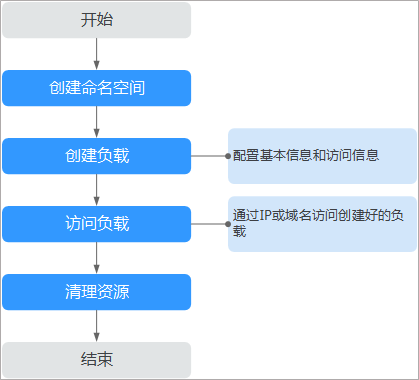 开始
创建命名空间
创建负载
配置基本信息和访问信息
访问负载
通过IP或域名访问创建好的负
载
清理资源
结束